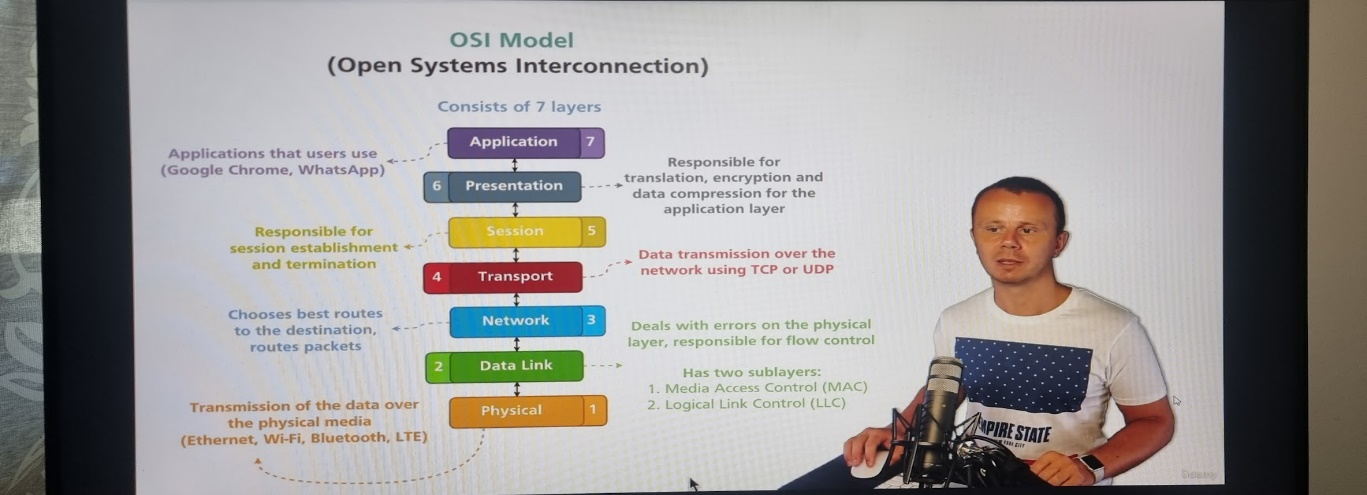 OSI Model
(Open Systems Interconnection)
Consists of 7 layers
Application 7
Applications that users use
(Google Chrome, WhatsApp)
6 Presentation
Responsible for
translation, encryption and
data compression for the
application layer
Session 5
Responsible for
session establishment
and termination
4 Transport
Data transmission over the
network using TCP or UDP
Network 3
Chooses best routes
to the destination,
routes packets
2 Data Link
Deals with errors on the physical
layer, responsible for flow control
Has two sublayers:
1. Media Access Control (MAC)
2. Logical Link Control (LLC)
Physical 1
Transmission of the data over
the physical media
(Ethernet, Wi-Fi, Bluetooth, LTE)
EMPIRE STATE
Udemy